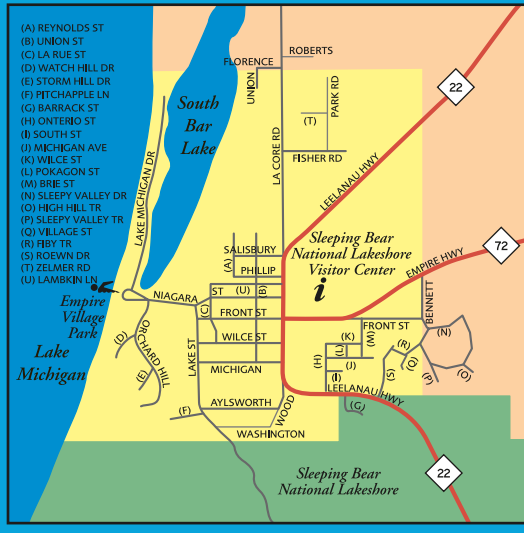 (A) REYNOLDS ST
(B) UNION ST
(C) LA RUE ST
(D) WATCH HILL DR
(E) STORM HILL DR
(F) PITCHAPPLE LN
(G) BARRACK ST
(H) ONTERIO ST
(I) SOUTH ST
(J) MICHIGAN AVE
(K) WILCE ST
(L) POKAGON ST
(M) BRIE ST
(N) SLEEPY VALLEY DR
(O) HIGH HILL TR
(P) SLEEPY VALLEY TR
(Q) VILLAGE ST
(R) FIBY TR
(S) ROEWN DR
(T) ZELMER RD
(U) LAMBKIN LN
Empire
Village
Park
Lake
Michigan
South
Bar
Lake
LAKE MICHIGAN DR
ROBERTS
FLORENCE
UNION
PARK RD
(T)
FISHER RD
LA CORE RD
22
LEELANAU HWY
72
EMPIRE HWY
Sleeping Bear
National Lakeshore
Visitor Center
i
SALISBURY
(A)
PHILLIP
NIAGARA
ST
(U)
(B)
(C)
FRONT ST
WILCE ST
MICHIGAN
LAKE ST
ORCHARD HILL
(D)
(E)
(F)
AYLSWORTH
WOOD
WASHINGTON
FRONT ST
BENNETT
(K)
(M)
(L)
(H)
(J)
(I)
(N)
(R)
(Q)
(S)
(P)
(O)
LEELANAU HWY
(G)
22
Sleeping Bear
National Lakeshore